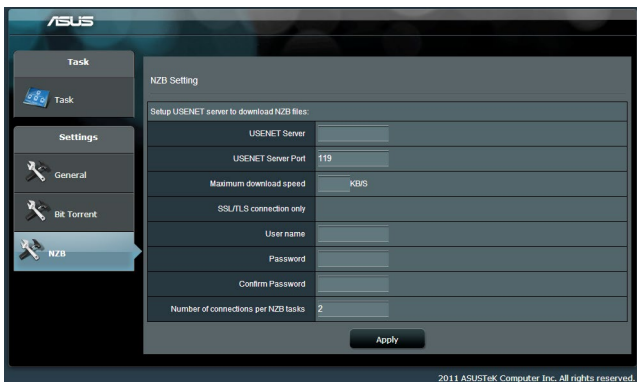 ASUS
Task
Task
Settings
General
Bit Torrent
NZB
NZB Setting
Setup USENET server to download NZB files:
USENET Server
USENET Server Port 119
Maximum download speed KB/S
SSL/TLS connection only
User name
Password
Confirm Password
Number of connections per NZB tasks 2
Apply
2011 ASUSTeK Computer Inc. All rights reserved.